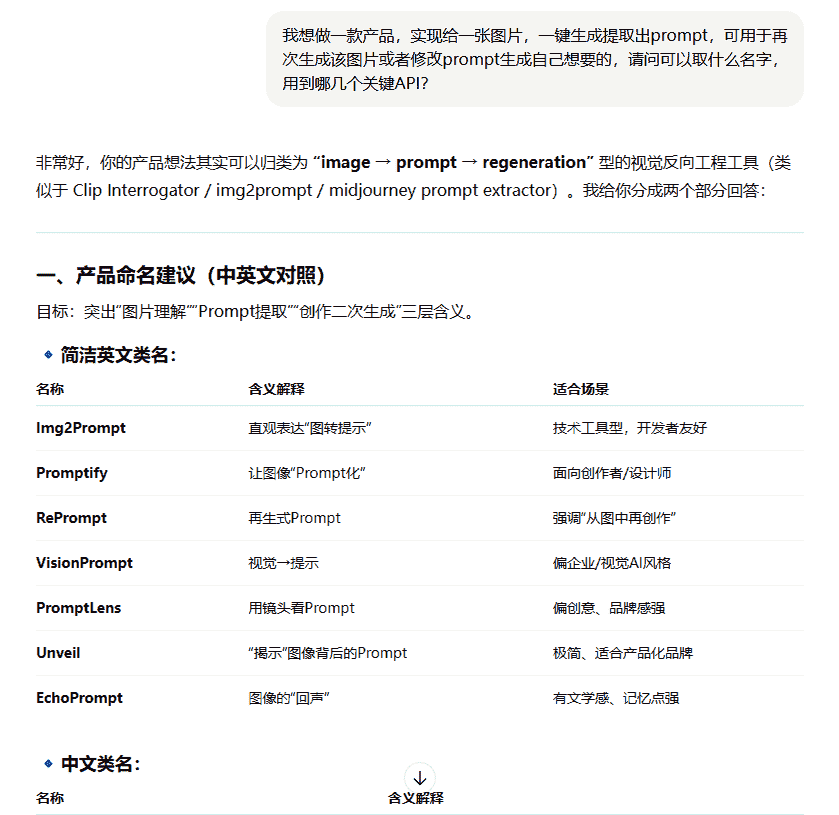 我想做一款产品，实现给一张图片，一键生成提取出prompt，可用于再
次生成该图片或者修改prompt生成自己想要的，请问可以取什么名字，
用到哪几个关键API？
非常好，你的产品想法其实可以归类为 “image → prompt → regeneration” 型的视觉反向工程工具（类
似于 Clip Interrogator / img2prompt / midjourney prompt extractor）。我给你分成两个部分回答：
一、产品命名建议（中英文对照）
目标：突出“图片理解”“Prompt提取”“创作二次生成”三层含义。
🔹 简洁英文类名：
名称 含义解释 适合场景
Img2Prompt 直观表达“图转提示” 技术工具型，开发者友好
Promptify 让图像“Prompt化” 面向创作者/设计师
RePrompt 再生式Prompt 强调“从图中再创作”
VisionPrompt 视觉→提示 偏企业/视觉AI风格
PromptLens 用镜头看Prompt 偏创意、品牌感强
Unveil “揭示”图像背后的Prompt 极简、适合产品化品牌
EchoPrompt 图像的“回声” 有文学感、记忆点强
🔹 中文类名：
名称 含义解释